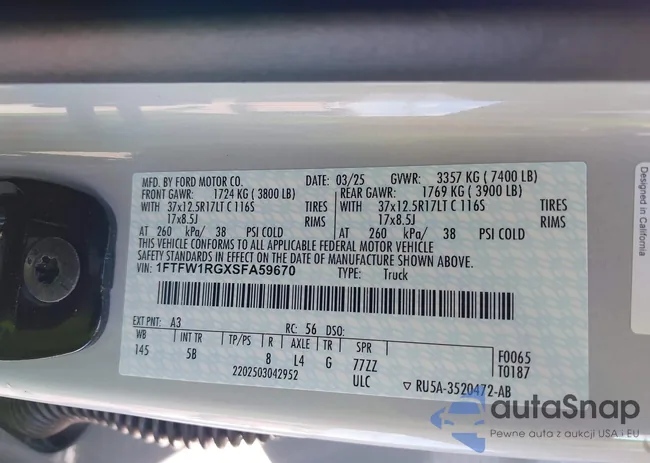 MFD. BY FORD MOTOR CO. DATE: 03/25 GVWR: 3357 KG ( 7400 LB)
FRONT GAWR: 1724 KG ( 3800 LB) REAR GAWR: 1769 KG ( 3900 LB)
WITH 37x12.5R17LT C 116S TIRES WITH 37x12.5R17LT C 116S TIRES
17x8.5J RIMS 17x8.5J RIMS
AT 260 kPa/ 38 PSI COLD AT 260 kPa/ 38 PSI COLD
THIS VEHICLE CONFORMS TO ALL APPLICABLE FEDERAL MOTOR VEHICLE
SAFETY STANDARDS IN EFFECT ON THE DATE OF MANUFACTURE SHOWN ABOVE.
VIN: 1FTFW1RGXSFA59670 TYPE: Truck
EXT PNT: A3 RC: 56 DSO:
WB INT TR TP/PS R AXLE TR SPR
145 5B 8 L4 G 77ZZ
F0065
T0187
2202503042952 ULC ▽ RU5A-3520472-AB
Designed in California
autaSnap
Pewne auta z aukcji USA i EU